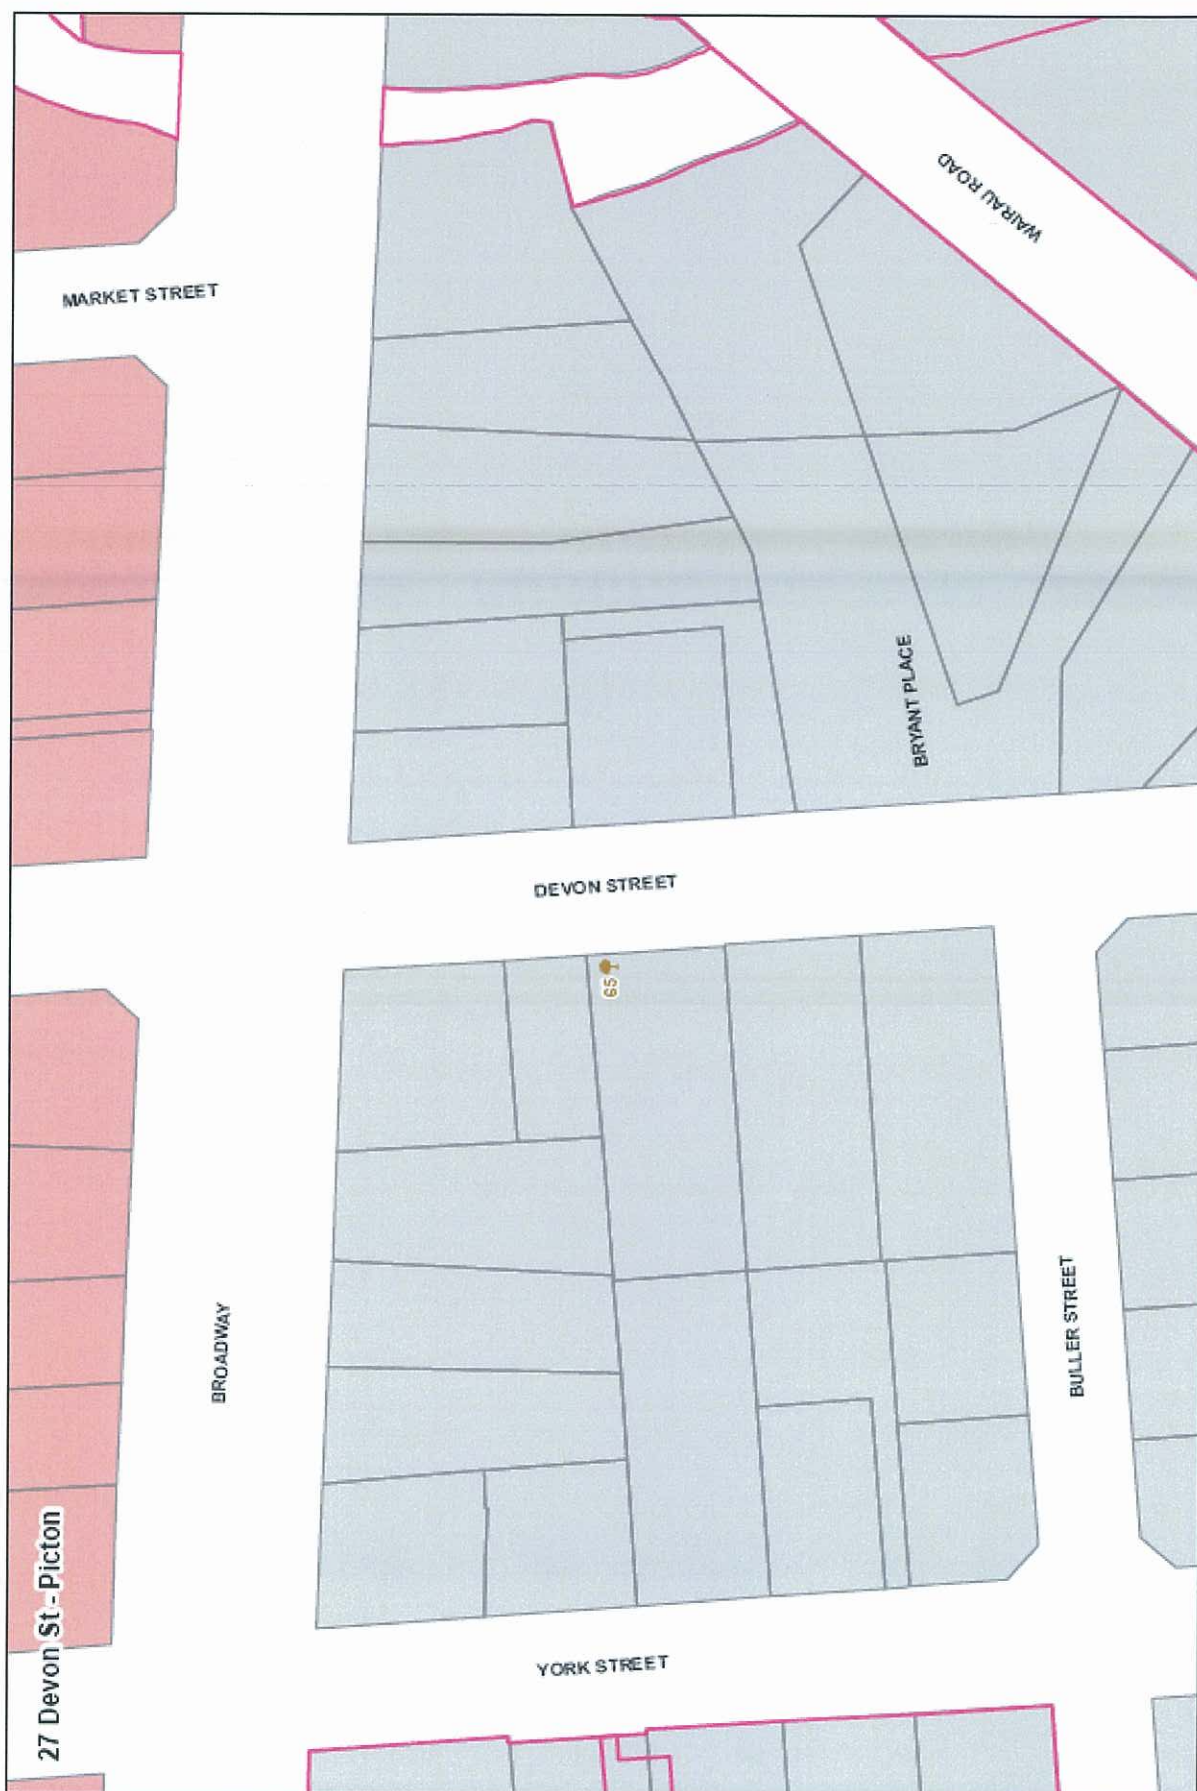 WAIRAU ROAD
MARKET STREET
BRYANT PLACE
DEVON STREET
65
BROADWAY
BULLER STREET
YORK STREET
27 Devon St - Picton